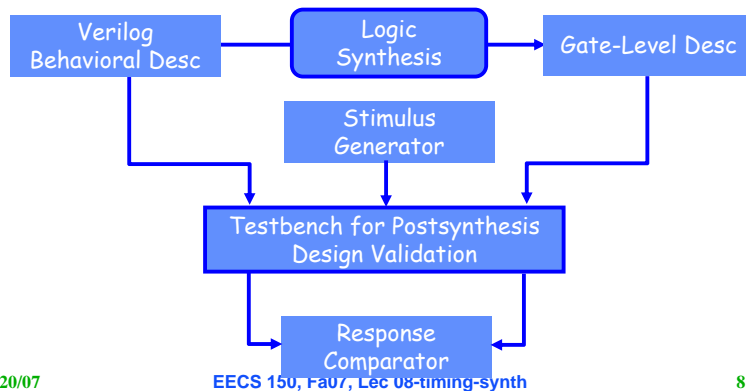 Verilog
Behavioral Desc
Logic
Synthesis
Gate-Level Desc
Stimulus
Generator
Testbench for Postsynthesis
Design Validation
Response
Comparator
20/07 EECS 150, Fa07, Lec 08-timing-synth 8